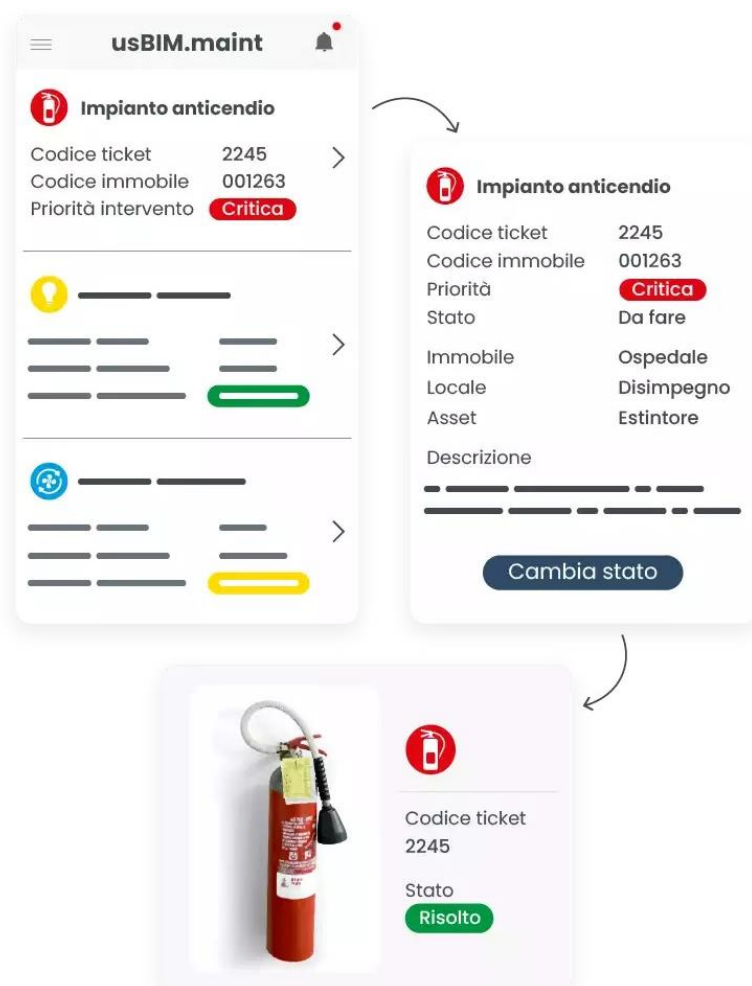 usBIM.maint
Impianto anticendio
Codice ticket 2245
Codice immobile 001263
Priorità intervento Critica
Impianto anticendio
Codice ticket 2245
Codice immobile 001263
Priorità Critica
Stato Da fare
Immobile Ospedale
Locale Disimpegno
Asset Estintore
Descrizione
Cambia stato
Codice ticket
2245
Stato
Risolto